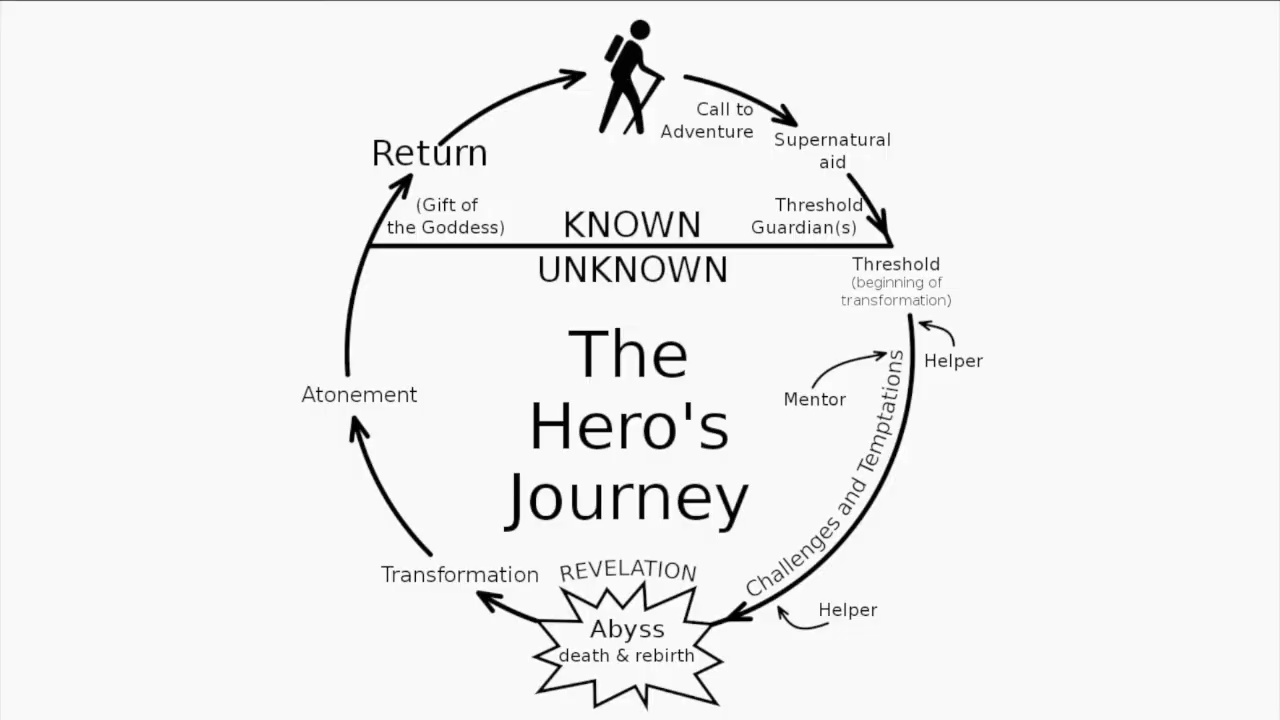 Call to
Adventure
Supernatural
aid
Return
(Gift of
the Goddess)
KNOWN
Threshold
Guardian(s)
UNKNOWN
Threshold
(beginning of
transformation)
The
Hero's
Journey
Helper
Mentor
Challenges and Temptations
Atonement
Transformation
REVELATION
Helper
Abyss
death & rebirth